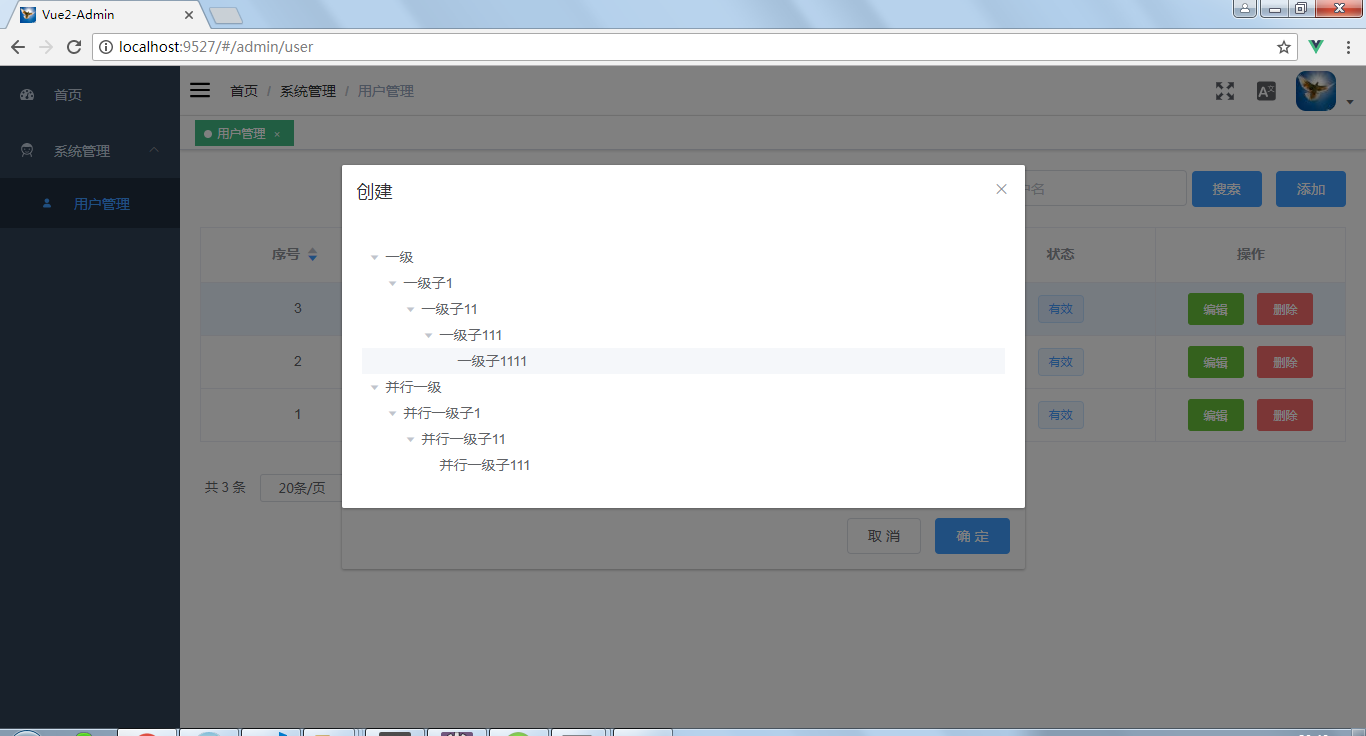 Vue2-Admin
localhost:9527/#/admin/user
首页
系统管理
用户管理
首页 / 系统管理 / 用户管理
用户管理 ×
户名
搜索
添加
序号
状态
操作
3
有效
编辑
删除
2
有效
编辑
删除
1
有效
编辑
删除
共 3 条
20条/页
创建
一级
一级子1
一级子11
一级子111
一级子1111
并行一级
并行一级子1
并行一级子11
并行一级子111
取 消
确 定